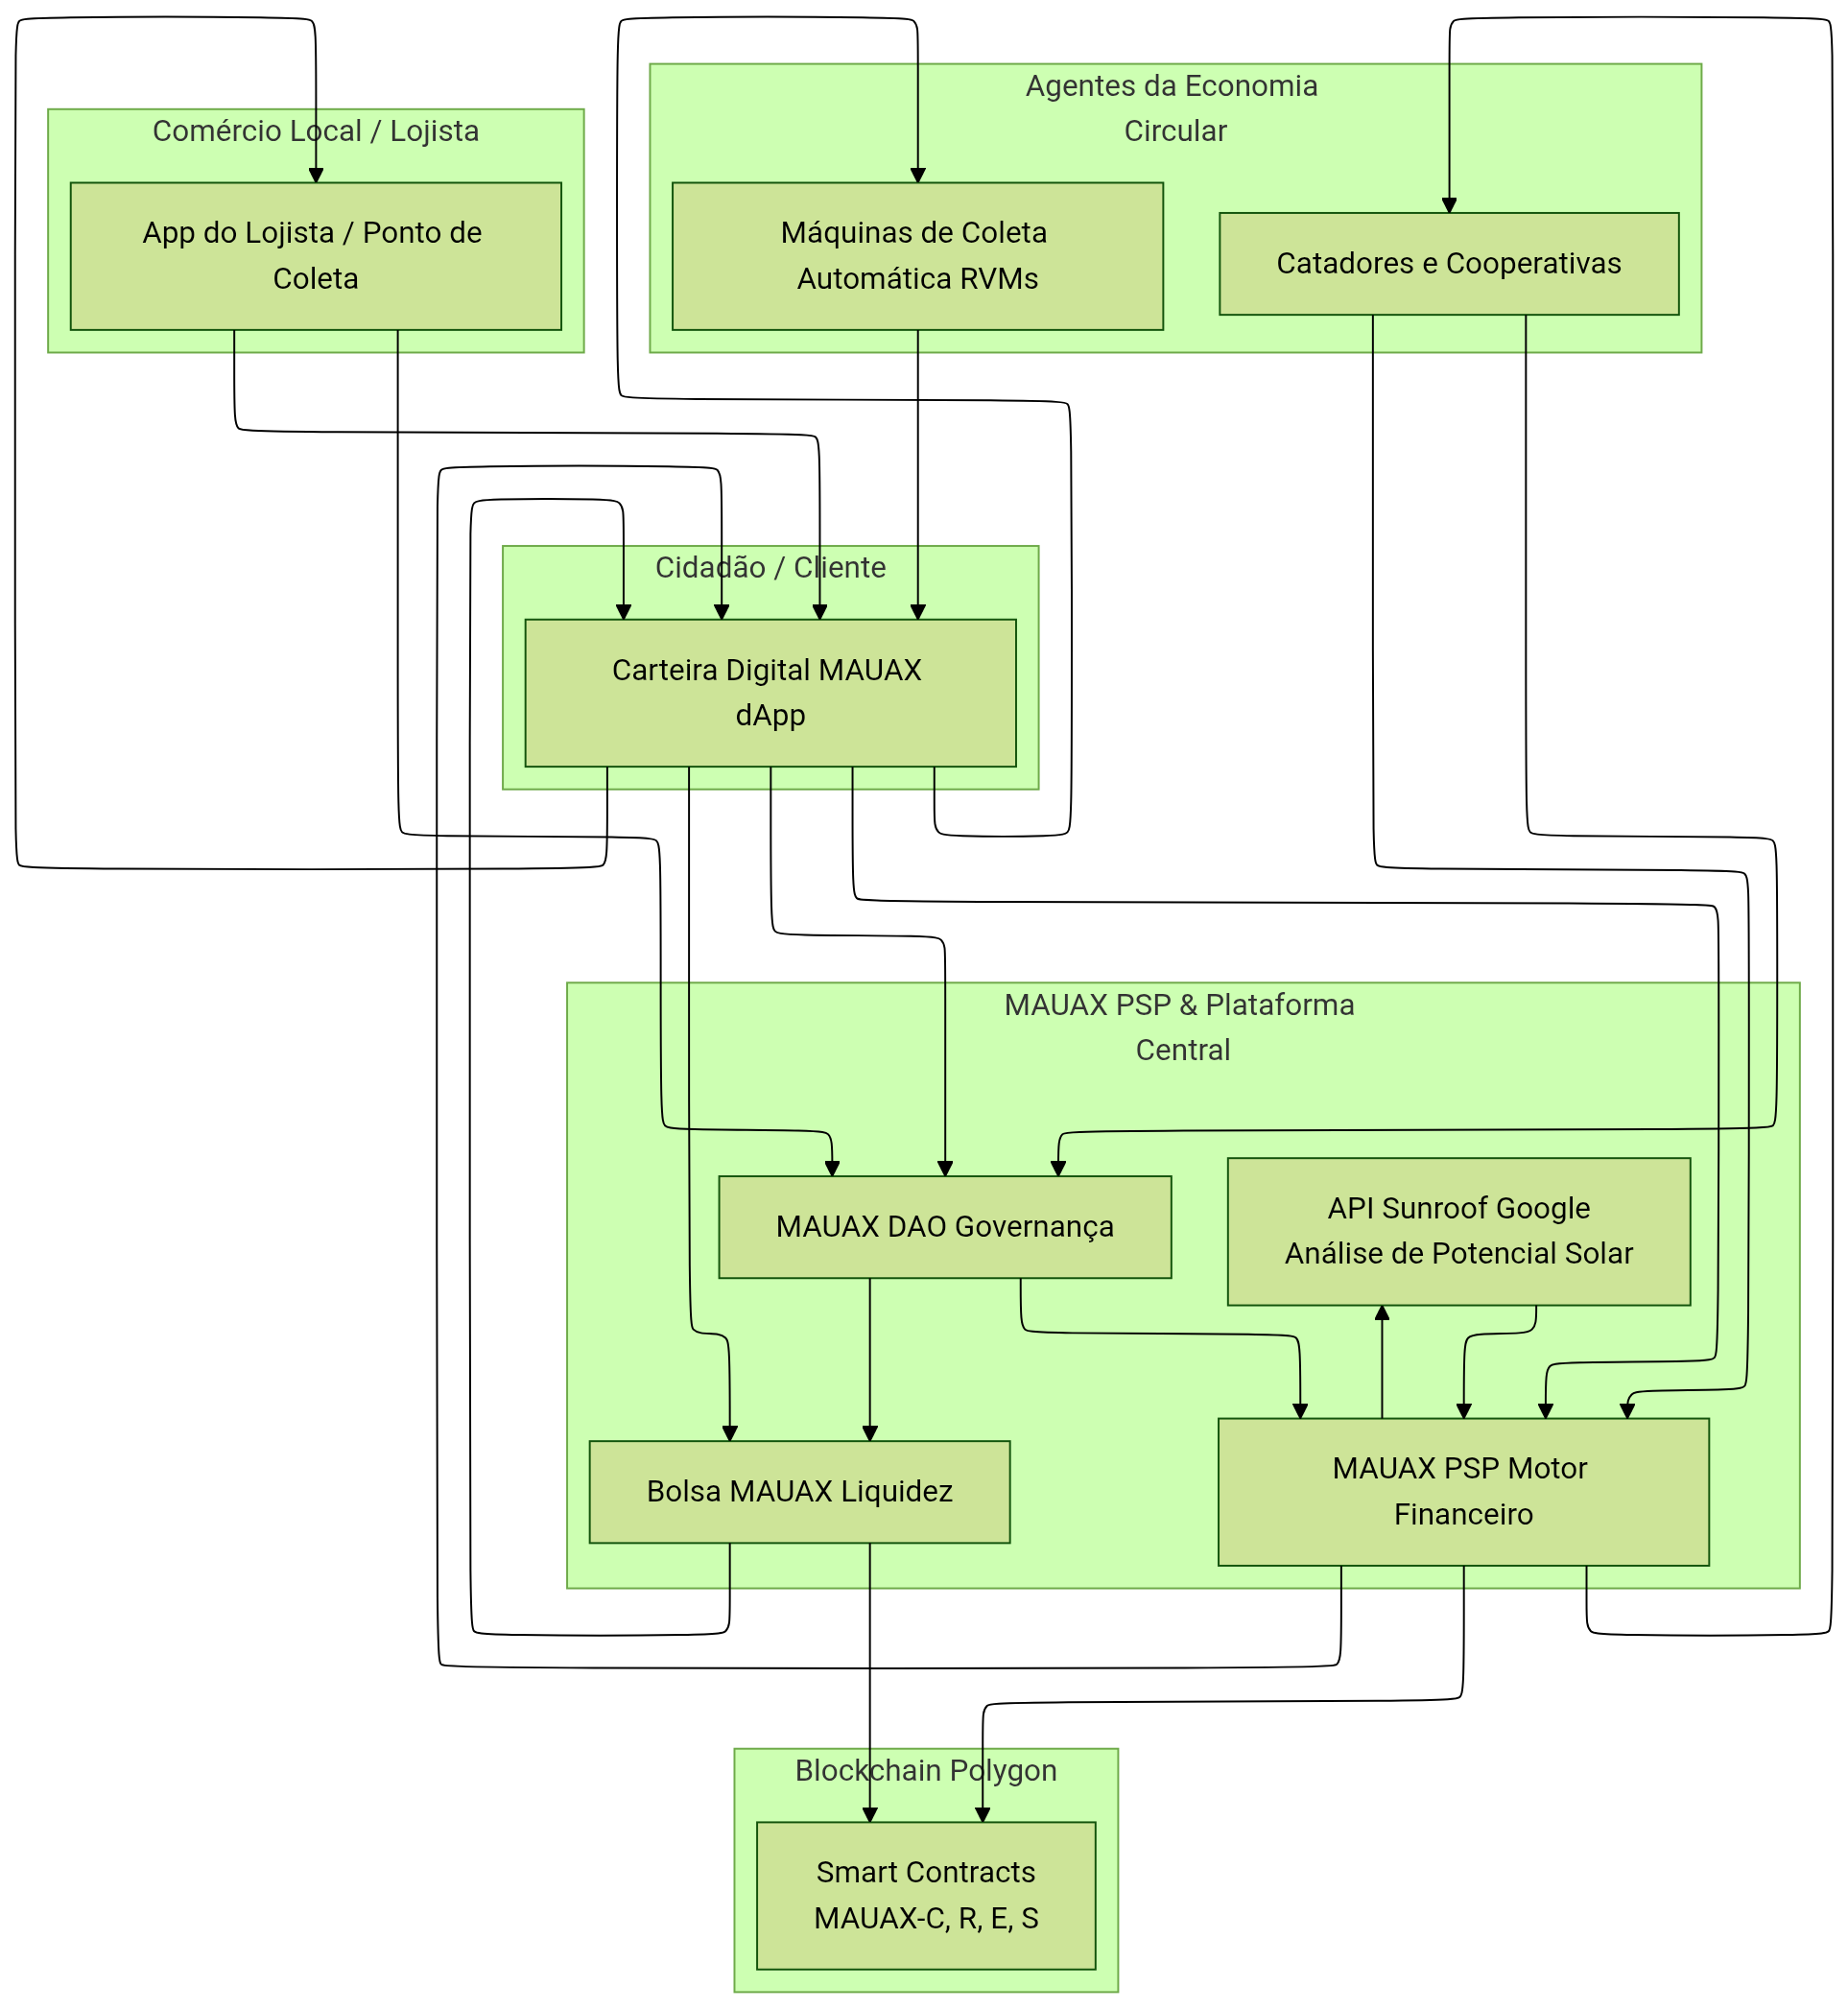 Agentes da Economia
Circular
Comércio Local / Lojista
App do Lojista / Ponto de
Coleta
Máquinas de Coleta
Automática RVMs
Catadores e Cooperativas
Cidadão / Cliente
Carteira Digital MAUAX
dApp
MAUAX PSP & Plataforma
Central
MAUAX DAO Governança
API Sunroof Google
Análise de Potencial Solar
Bolsa MAUAX Liquidez
MAUAX PSP Motor
Financeiro
Blockchain Polygon
Smart Contracts
MAUAX-C, R, E, S